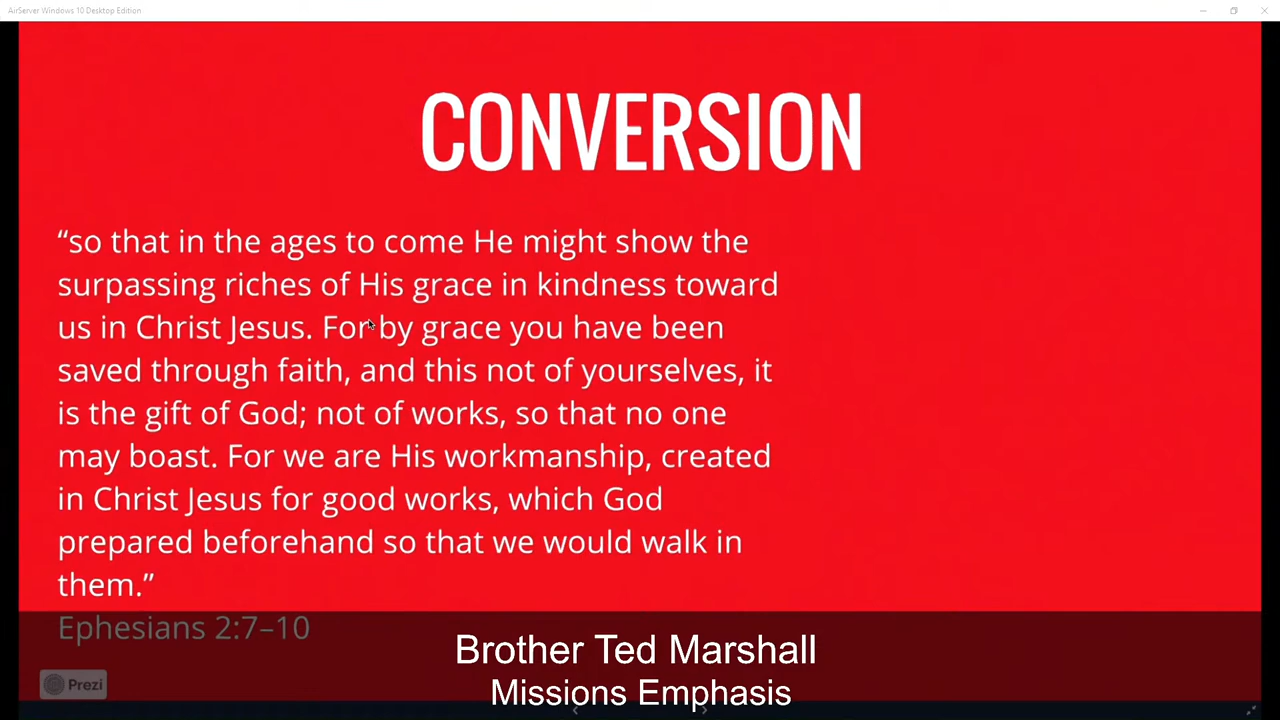 AirServer Windows 10 Desktop Edition
CONVERSION
“so that in the ages to come He might show the
surpassing riches of His grace in kindness toward
us in Christ Jesus. For by grace you have been
saved through faith, and this not of yourselves, it
is the gift of God; not of works, so that no one
may boast. For we are His workmanship, created
in Christ Jesus for good works, which God
prepared beforehand so that we would walk in
them.”
Ephesians 2:7–10
Brother Ted Marshall
Missions Emphasis
Prezi